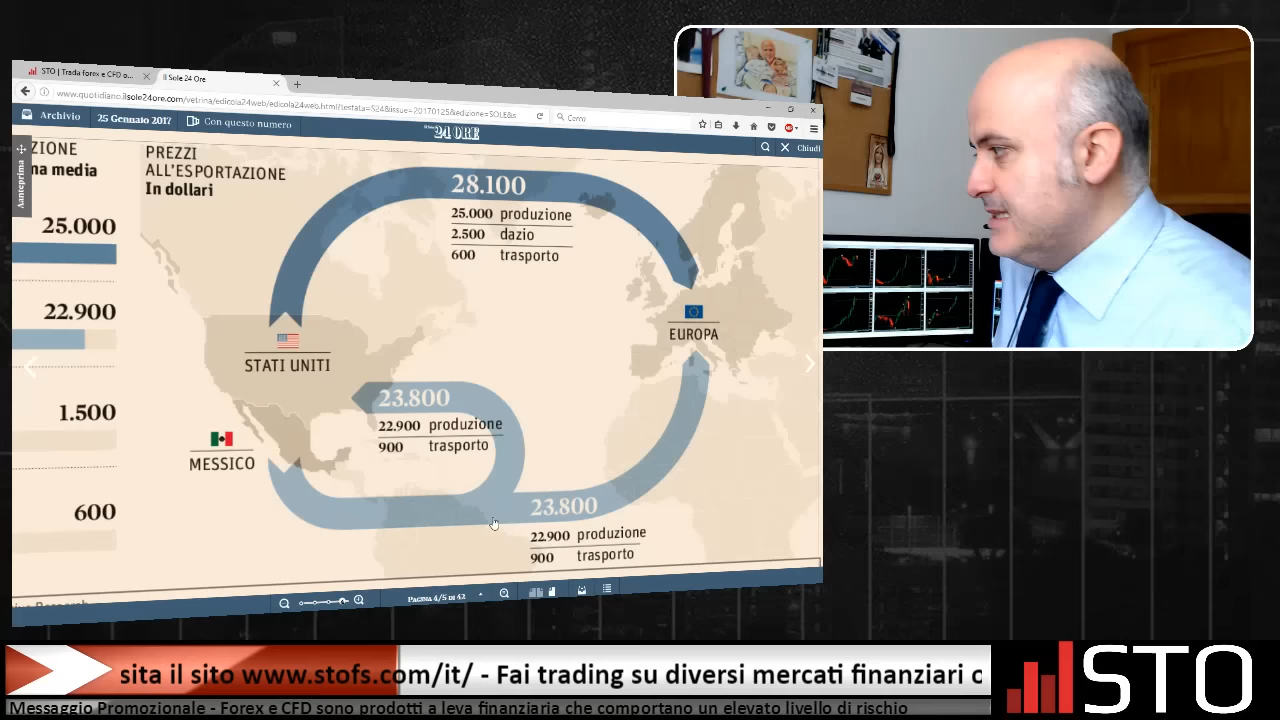 STO | Trada forex e CFD o...
Il Sole 24 Ore
www.quotidiano.ilsole24ore.com/vetrina/edicola24web/edicola24web.html?testata=S24&issue=20170125&edizione=SOLE&s
Cerca
Archivio
25 Gennaio 2017
Con questo numero
24 ORE
Chiudi
Aanteprima
ZIONE
na media
25.000
22.900
1.500
600
PREZZI
ALL'ESPORTAZIONE
In dollari
28.100
25.000 produzione
2.500 dazio
600 trasporto
EUROPA
STATI UNITI
23.800
22.900 produzione
900 trasporto
MESSICO
23.800
22.900 produzione
900 trasporto
PAGINA 4/5 DI 42
sita il sito www.stofs.com/it/ - Fai trading su diversi mercati finanziari c
STO
Messaggio Promozionale - Forex e CFD sono prodotti a leva finanziaria che comportano un elevato livello di rischio